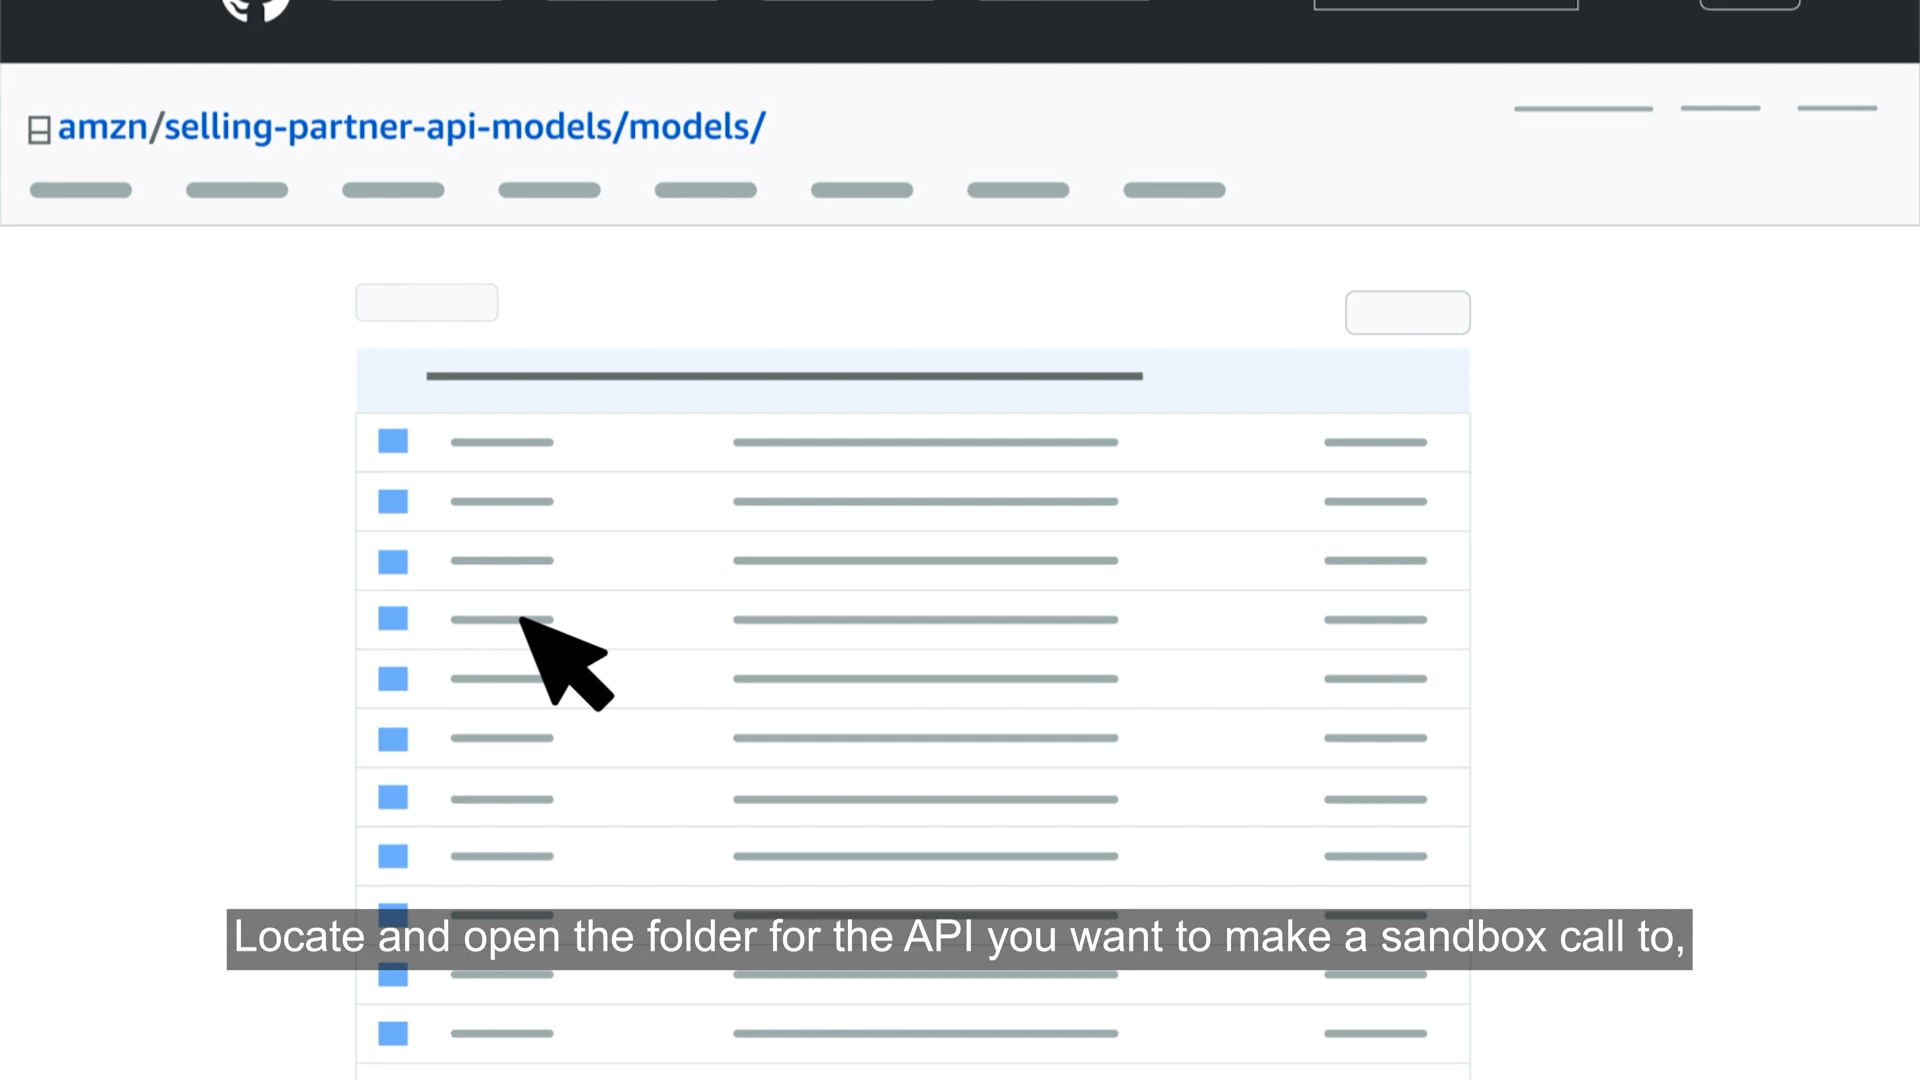 amzn/selling-partner-api-models/models/
Locate and open the folder for the API you want to make a sandbox call to,